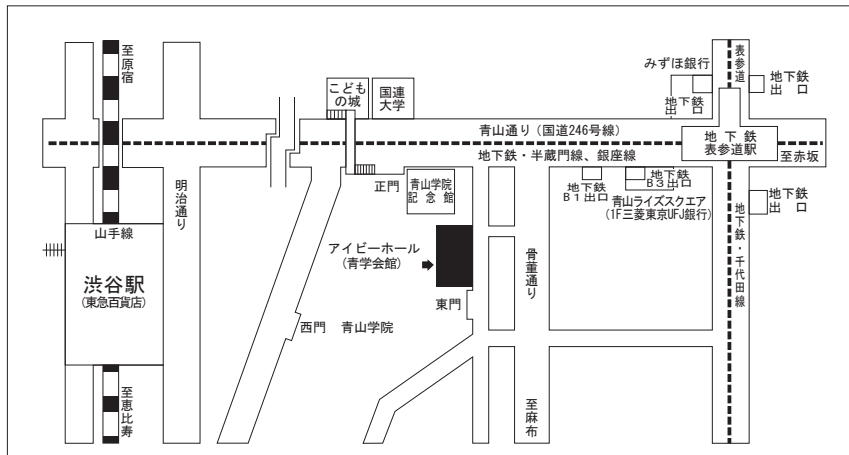 至原宿
山手線
渋谷駅
(東急百貨店)
至恵比寿
明治通り
こども
の城
国連
大学
青山通り(国道246号線)
地下鉄・半蔵門線、銀座線
正門
青山学院
記念館
アイビーホール
(青学会館)
東門
西門 青山学院
骨董通り
至麻布
みずほ銀行
地下鉄
出口
表参道
地下鉄
出口
地下鉄
表参道駅
至赤坂
地下鉄
B1出口
地下鉄
B3出口
青山ライズスクエア
(1F三菱東京UFJ銀行)
地下鉄
出口
地下鉄・千代田線